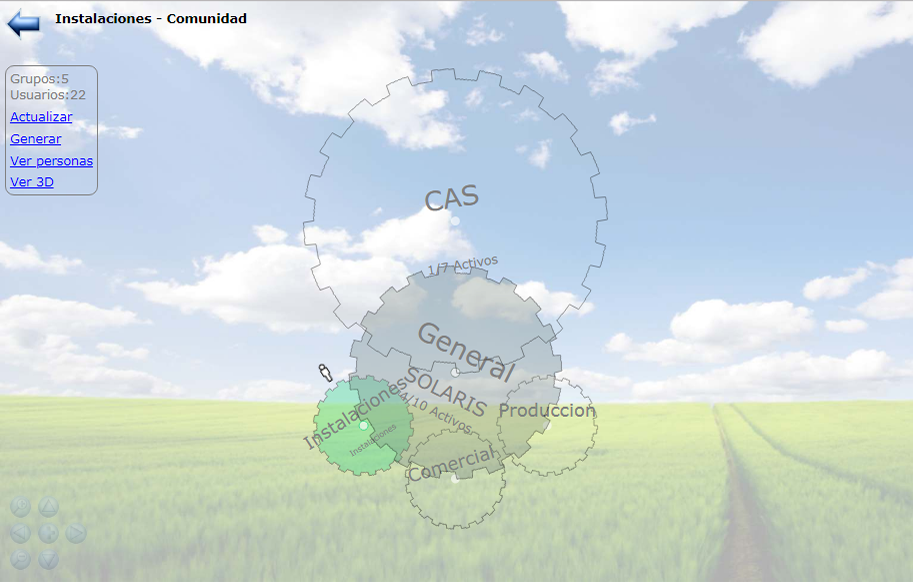 Instalaciones - Comunidad
Grupos:5
Usuarios:22
Actualizar
Generar
Ver personas
Ver 3D
CAS
1/7 Activos
General
SOLARIS
4/10 Activos
Instalaciones
Instalaciones
Produccion
Comercial